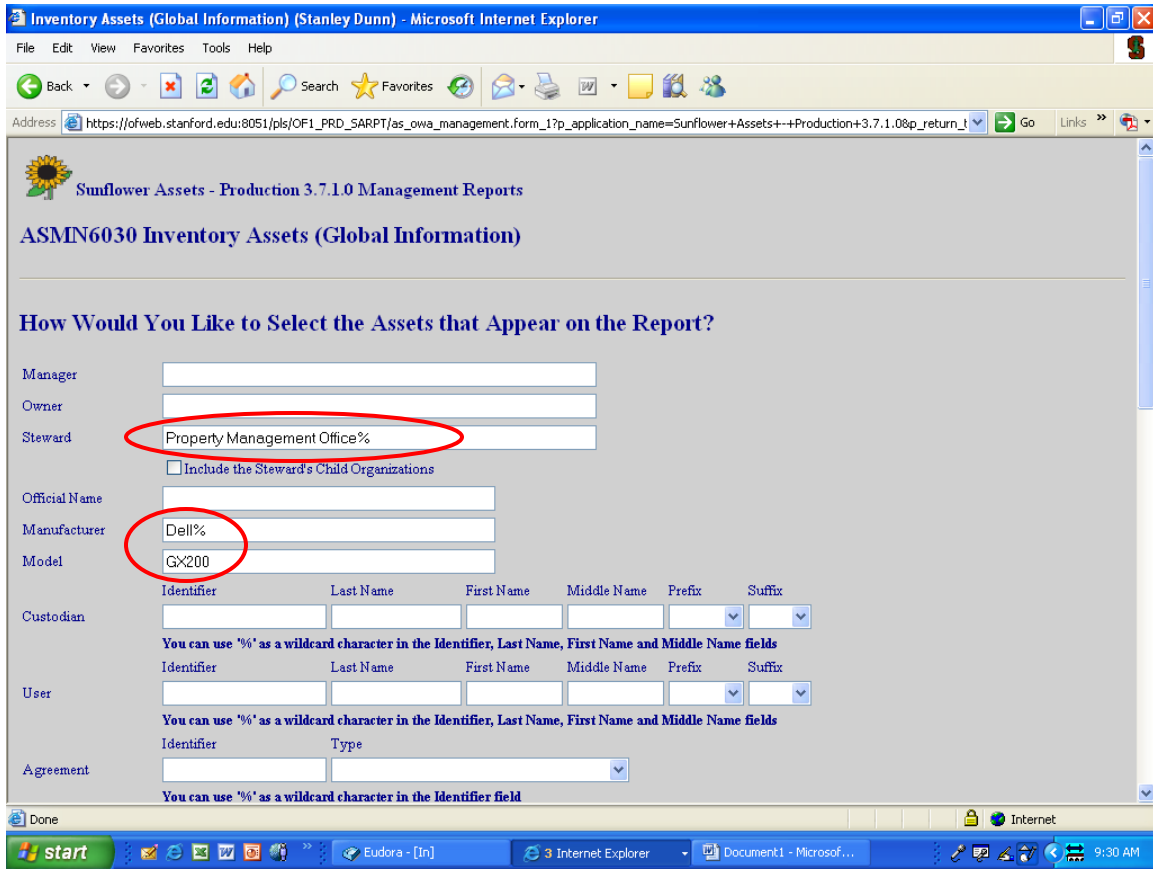 Inventory Assets (Global Information) (Stanley Dunn) - Microsoft Internet Explorer
File Edit View Favorites Tools Help
Back Search Favorites
Address https://ofweb.stanford.edu:8051/pls/OF1_PRD_SARPT/as_owa_management.form_1?p_application_name=Sunflower+Assets+-+Production+3.7.1.0&p_return_t Go Links »
Sunflower Assets - Production 3.7.1.0 Management Reports
ASMN6030 Inventory Assets (Global Information)
How Would You Like to Select the Assets that Appear on the Report?
Manager
Owner
Steward Property Management Office%
Include the Steward's Child Organizations
Official Name
Manufacturer Dell%
Model GX200
Identifier Last Name First Name Middle Name Prefix Suffix
Custodian
You can use '%' as a wildcard character in the Identifier, Last Name, First Name and Middle Name fields
Identifier Last Name First Name Middle Name Prefix Suffix
User
You can use '%' as a wildcard character in the Identifier, Last Name, First Name and Middle Name fields
Identifier Type
Agreement
You can use '%' as a wildcard character in the Identifier field
Done Internet
start » Eudora - [In] 3 Internet Explorer Document1 - Microsof... 9:30 AM